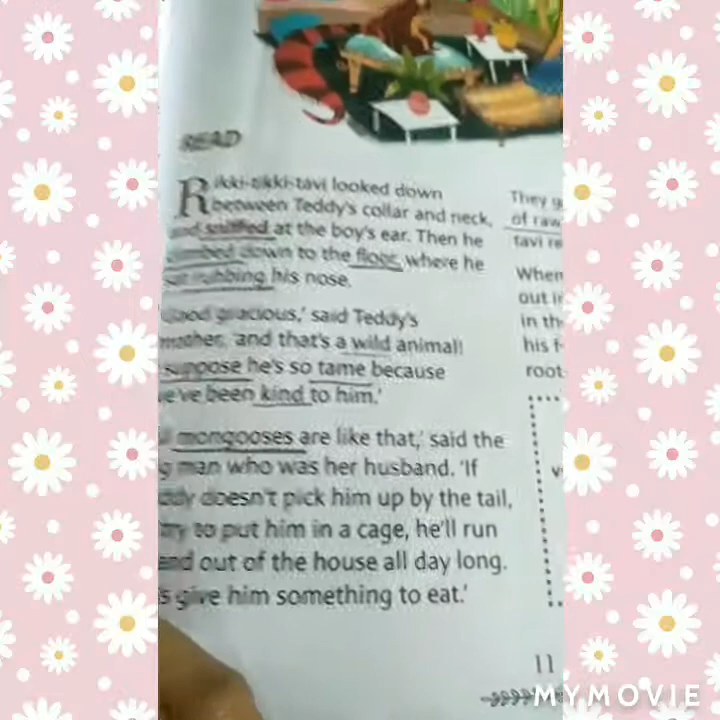 READ
Rikki-tikki-tavi looked down
between Teddy's collar and neck,
and sniffed at the boy's ear. Then he
climbed down to the floor, where he
sat rubbing his nose.
Good gracious,' said Teddy's
mother, 'and that's a wild animal!
suppose he's so tame because
we've been kind to him.'
mongooses are like that,' said the
man who was her husband. 'If
doesn't pick him up by the tail,
to put him in a cage, he'll run
and out of the house all day long.
give him something to eat.'
11
They
of raw
tavi
When
out
in
his
root
MYMOVIE